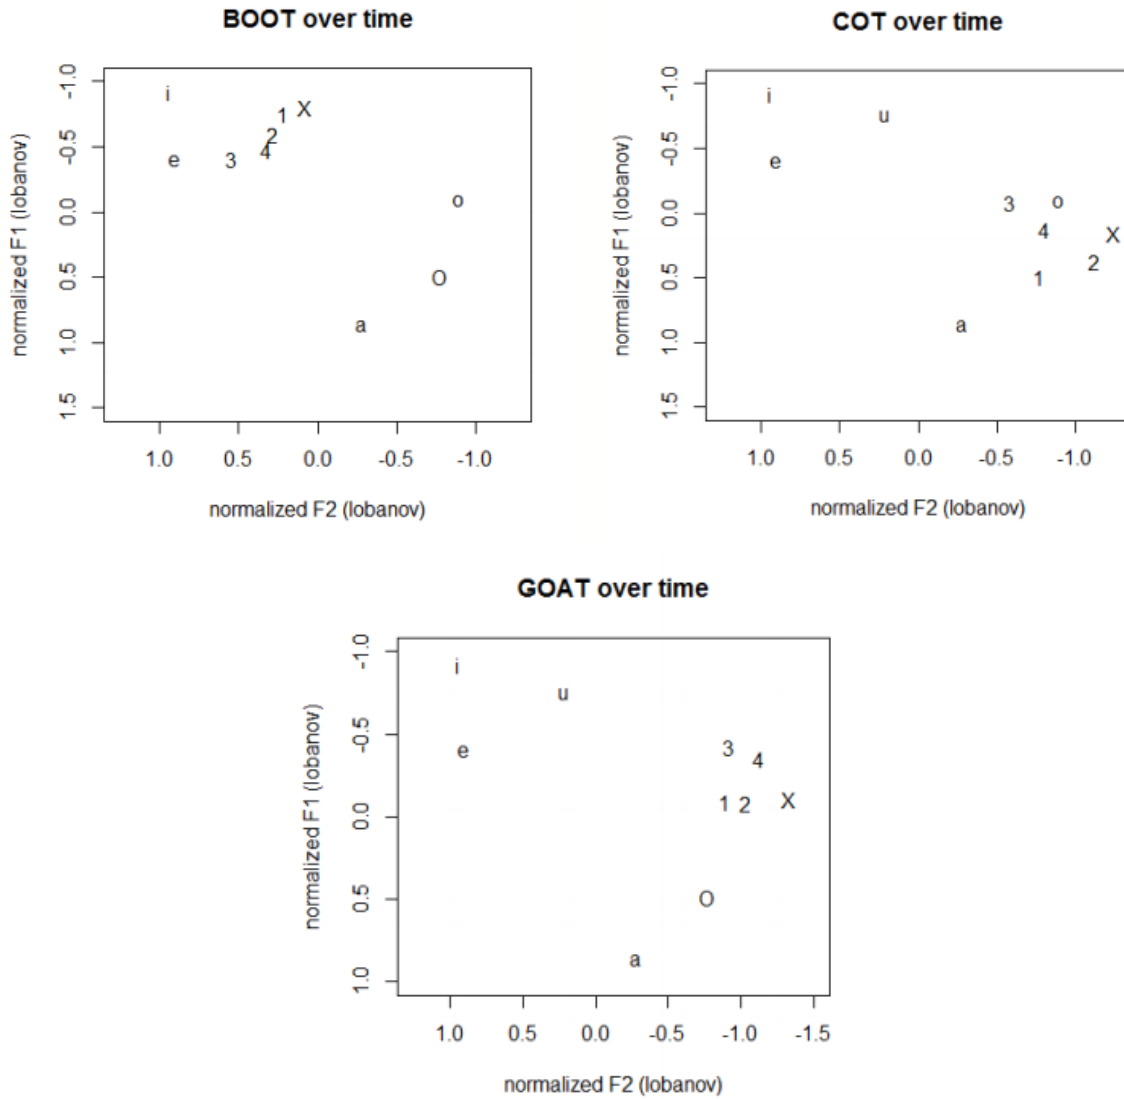 BOOT over time
normalized F1 (lobanov)
-1.0
-0.5
0.0
0.5
1.0
1.5
i
1 X
2
e 3 4
o
O
a
1.0 0.5 0.0 -0.5 -1.0
normalized F2 (lobanov)
COT over time
normalized F1 (lobanov)
-1.0
-0.5
0.0
0.5
1.0
1.5
i
u
e
3 o
4 X
2
1
a
1.0 0.5 0.0 -0.5 -1.0
normalized F2 (lobanov)
GOAT over time
normalized F1 (lobanov)
-1.0
-0.5
0.0
0.5
1.0
i
u
e 3
4
1 2 X
O
a
1.0 0.5 0.0 -0.5 -1.0 -1.5
normalized F2 (lobanov)